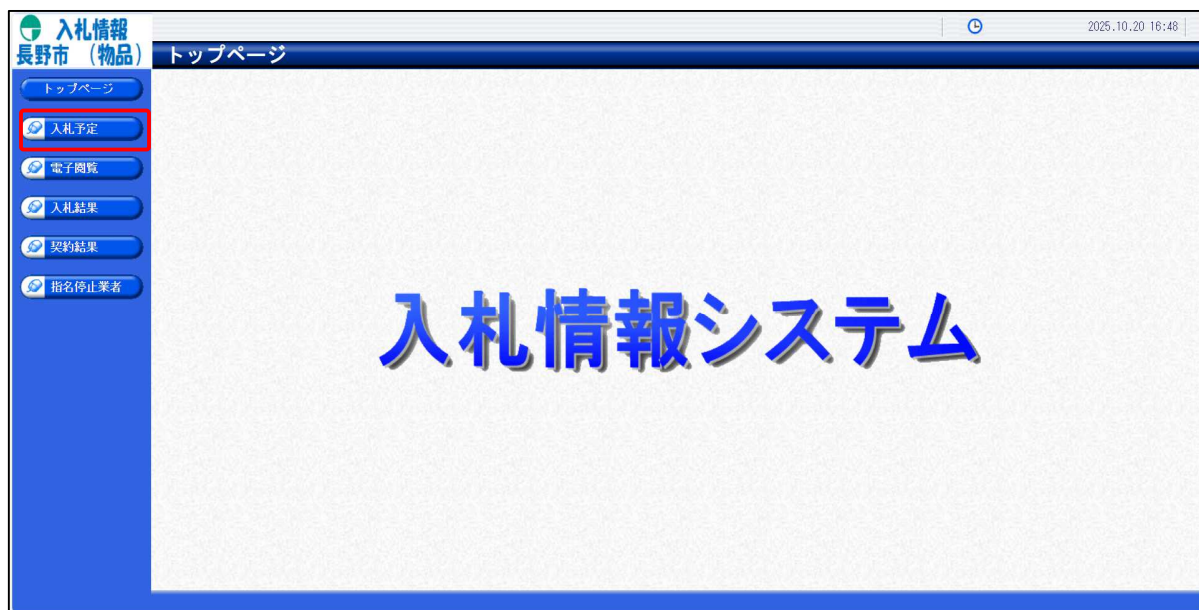 入札情報
長野市 (物品)
2025.10.20 16:48
トップページ
トップページ
入札予定
電子閲覧
入札結果
契約結果
指名停止業者
入札情報システム